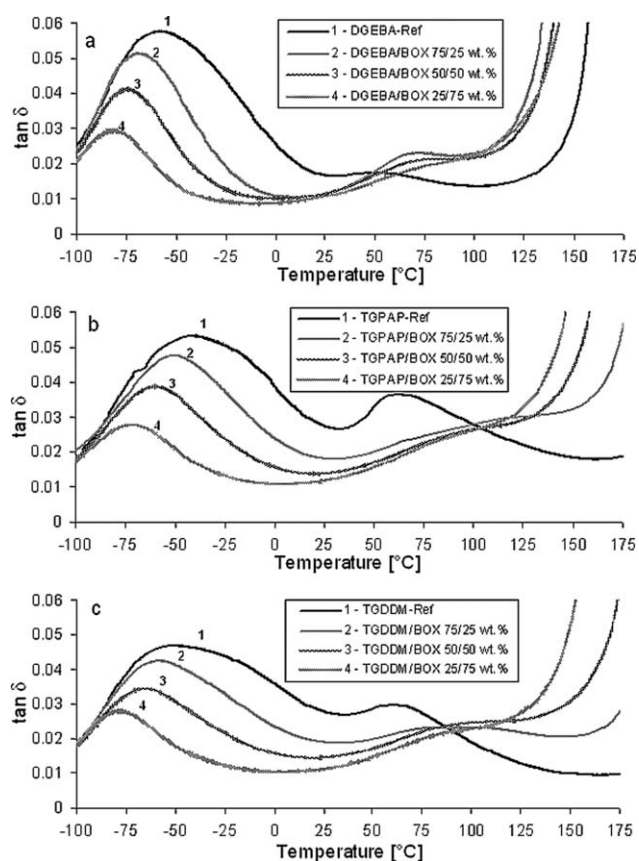 a
tan δ
0.06
0.05
0.04
0.03
0.02
0.01
0
1
2
3
4
1 - DGEBA-Ref
2 - DGEBA/BOX 75/25 wt.%
3 - DGEBA/BOX 50/50 wt.%
4 - DGEBA/BOX 25/75 wt.%
-100 -75 -50 -25 0 25 50 75 100 125 150 175
Temperature [°C]
b
tan δ
0.06
0.05
0.04
0.03
0.02
0.01
0
1
2
3
4
1 - TGPAP-Ref
2 - TGPAP/BOX 75/25 wt.%
3 - TGPAP/BOX 50/50 wt.%
4 - TGPAP/BOX 25/75 wt.%
-100 -75 -50 -25 0 25 50 75 100 125 150 175
Temperature [°C]
c
tan δ
0.06
0.05
0.04
0.03
0.02
0.01
0
1
2
3
4
1 - TGDDM-Ref
2 - TGDDM/BOX 75/25 wt.%
3 - TGDDM/BOX 50/50 wt.%
4 - TGDDM/BOX 25/75 wt.%
-100 -75 -50 -25 0 25 50 75 100 125 150 175
Temperature [°C]